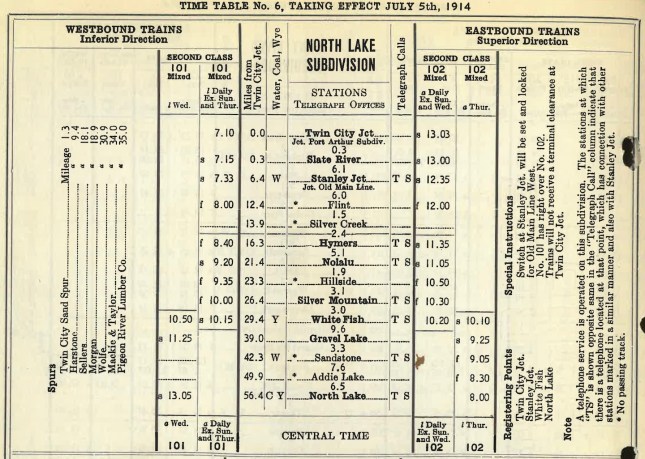 TIME TABLE No. 6, TAKING EFFECT JULY 5th, 1914
WESTBOUND TRAINS
Inferior Direction
SECOND CLASS
101 Mixed
101 Mixed
l Wed.
l Daily Ex. Sun. and Thur.
Miles from Twin City Jct.
Water, Coal, Wye
NORTH LAKE SUBDIVISION
STATIONS
TELEGRAPH OFFICES
Telegraph Calls
EASTBOUND TRAINS
Superior Direction
SECOND CLASS
102 Mixed
102 Mixed
a Daily Ex. Sun.
a Thur.
7.10 0.0 Twin City Jct. s 13.03
Jct. Port Arthur Subdiv.
0.3
s 7.15 0.3 Slate River s 13.00
6.1
s 7.33 6.4 W Stanley Jct. T S s 12.35
Jct. Old Main Line.
6.0
f 8.00 12.4 * Flint f 12.00
1.5
13.9 * Silver Creek
2.4
f 8.40 16.3 Hymers T S s 11.35
5.1
s 9.20 21.4 Nolalu T S s 11.05
1.9
f 9.35 23.3 * Hillside f 10.50
3.1
f 10.00 26.4 Silver Mountain T S f 10.30
3.0
10.50 s 10.15 29.4 Y White Fish T S 10.20 s 10.10
9.6
s 11.25 39.0 Gravel Lake s 9.25
3.3
42.3 W * Sandstone T S f 9.05
7.6
49.9 * Addie Lake f 8.30
6.5
s 13.05 56.4 C Y North Lake T S 8.00
a Wed.
a Daily Ex. Sun. and Thur.
101
101
CENTRAL TIME
l Daily Ex. Sun.
l Thur.
102
102
Spurs
Twin City Sand Spur Mileage 1.3
Harstone " 9.4
Sellers " 18.1
Morgan " 18.9
Wolfe " 30.9
Mackie & Taylor " 34.0
Pigeon River Lumber Co. " 35.0
Registering Points
Twin City Jct.
Stanley Jct.
White Fish
North Lake
Special Instructions
Switch at Stanley Jct. will be set and locked
for Old Main Line West.
No. 101 has right over No. 102.
Trains will not receive a terminal clearance at
Twin City Jct.
Note
A telephone service is operated on this subdivision. The stations at which
"TS" is shown opposite same in the "Telegraph Call" column indicate that
there is a telephone located at that point, which has connection with other
stations marked in a similar manner and also with Stanley Jct.
* No passing track.